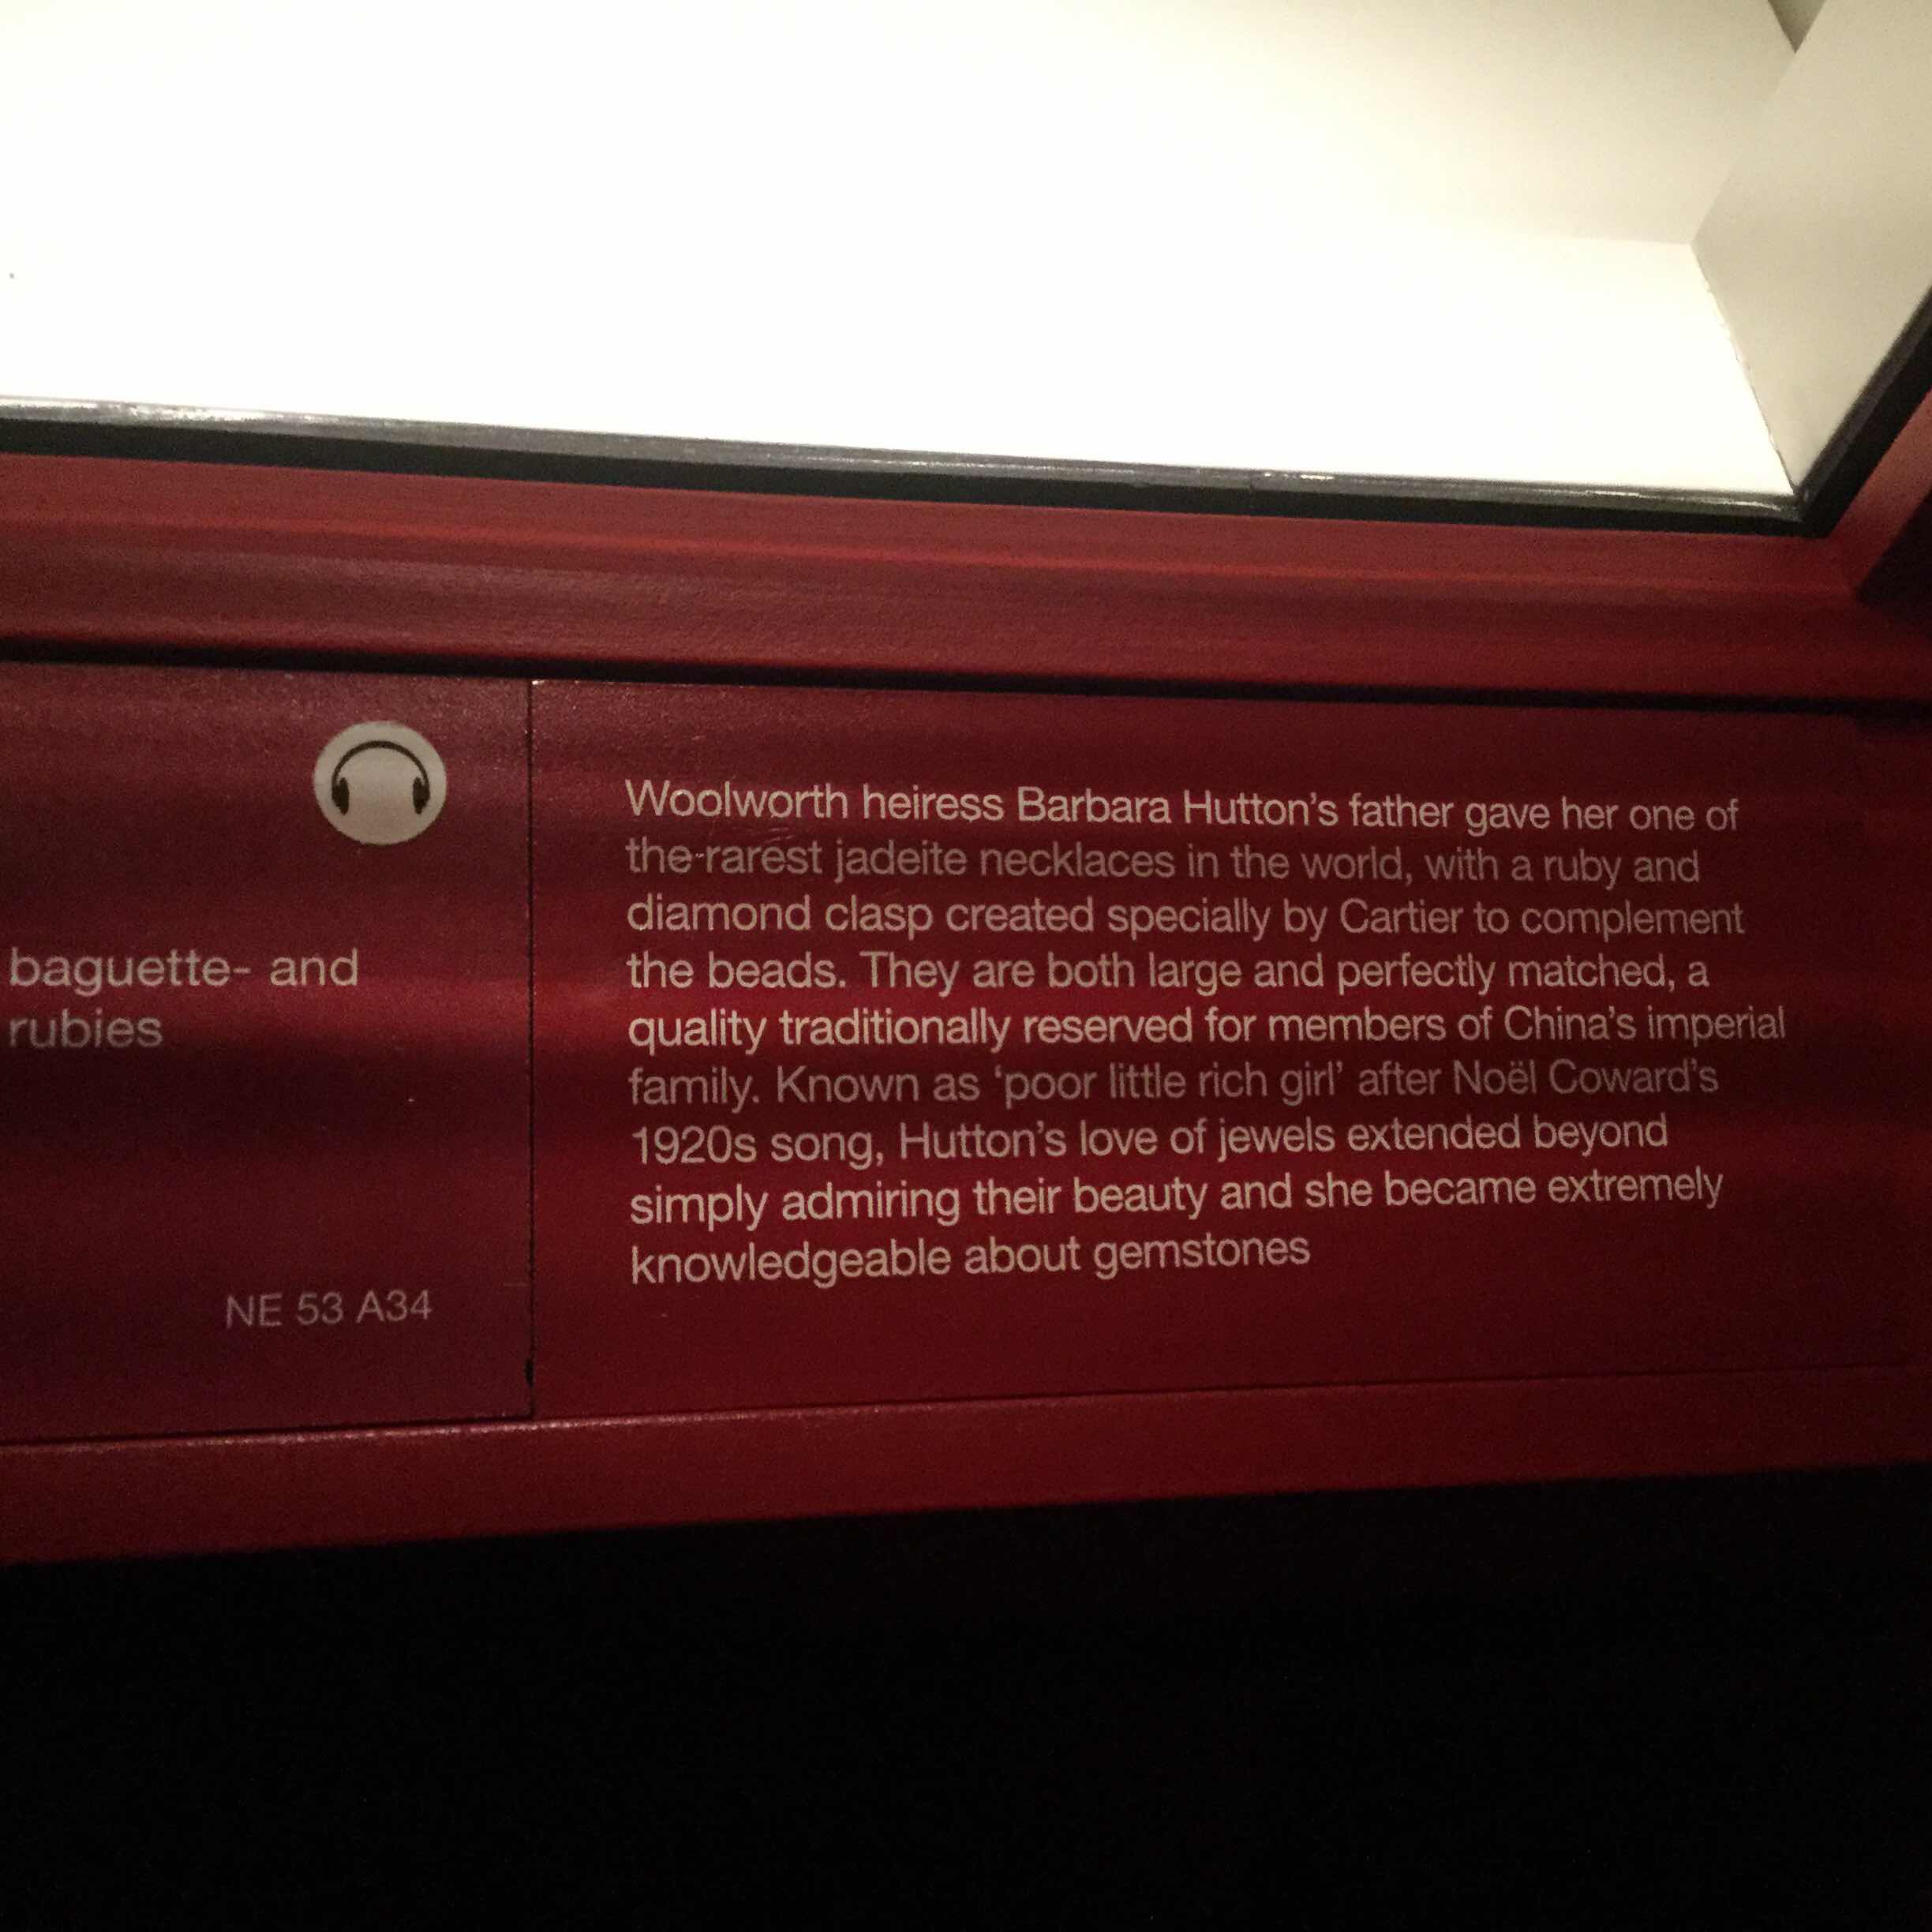 baguette- and
rubies
NE 53 A34
Woolworth heiress Barbara Hutton's father gave her one of
the rarest jadeite necklaces in the world, with a ruby and
diamond clasp created specially by Cartier to complement
the beads. They are both large and perfectly matched, a
quality traditionally reserved for members of China's imperial
family. Known as ‘poor little rich girl’ after Noël Coward's
1920s song, Hutton's love of jewels extended beyond
simply admiring their beauty and she became extremely
knowledgeable about gemstones